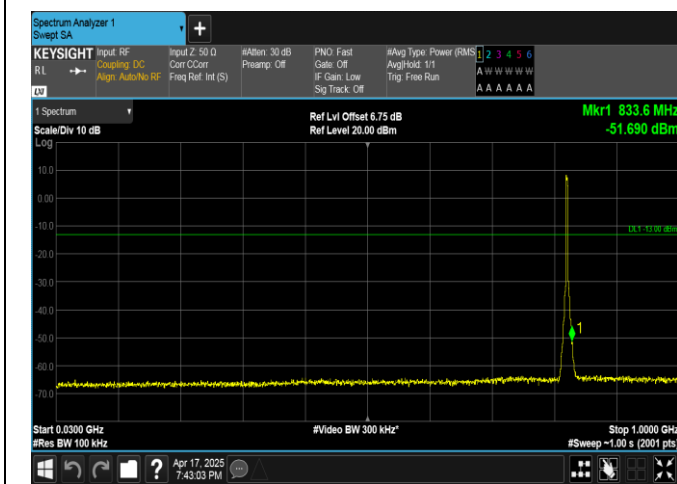 Spectrum Analyzer 1
Swept SA
+
KEYSIGHT Input: RF Input Z: 50 Ω #Atten: 30 dB PNO: Fast #Avg Type: Power (RMS 1 2 3 4 5 6
RL Coupling: DC Corr CCorr Preamp: Off Gate: Off Avg|Hold: 1/1 A W W W W W
Align: Auto/No RF Freq Ref: Int (S) IF Gain: Low Trig: Free Run
Sig Track: Off A A A A A A
LXI
1 Spectrum Ref Lvl Offset 6.75 dB Mkr1 833.6 MHz
Scale/Div 10 dB Ref Level 20.00 dBm -51.690 dBm
Log
10.0
0.00
DL1 -13.00 dBm
-10.0
-20.0
-30.0
-40.0
1
-50.0
-60.0
-70.0
Start 0.0300 GHz #Video BW 300 kHz* Stop 1.0000 GHz
#Res BW 100 kHz #Sweep ~1.00 s (2001 pts)
? Apr 17, 2025
7:43:03 PM